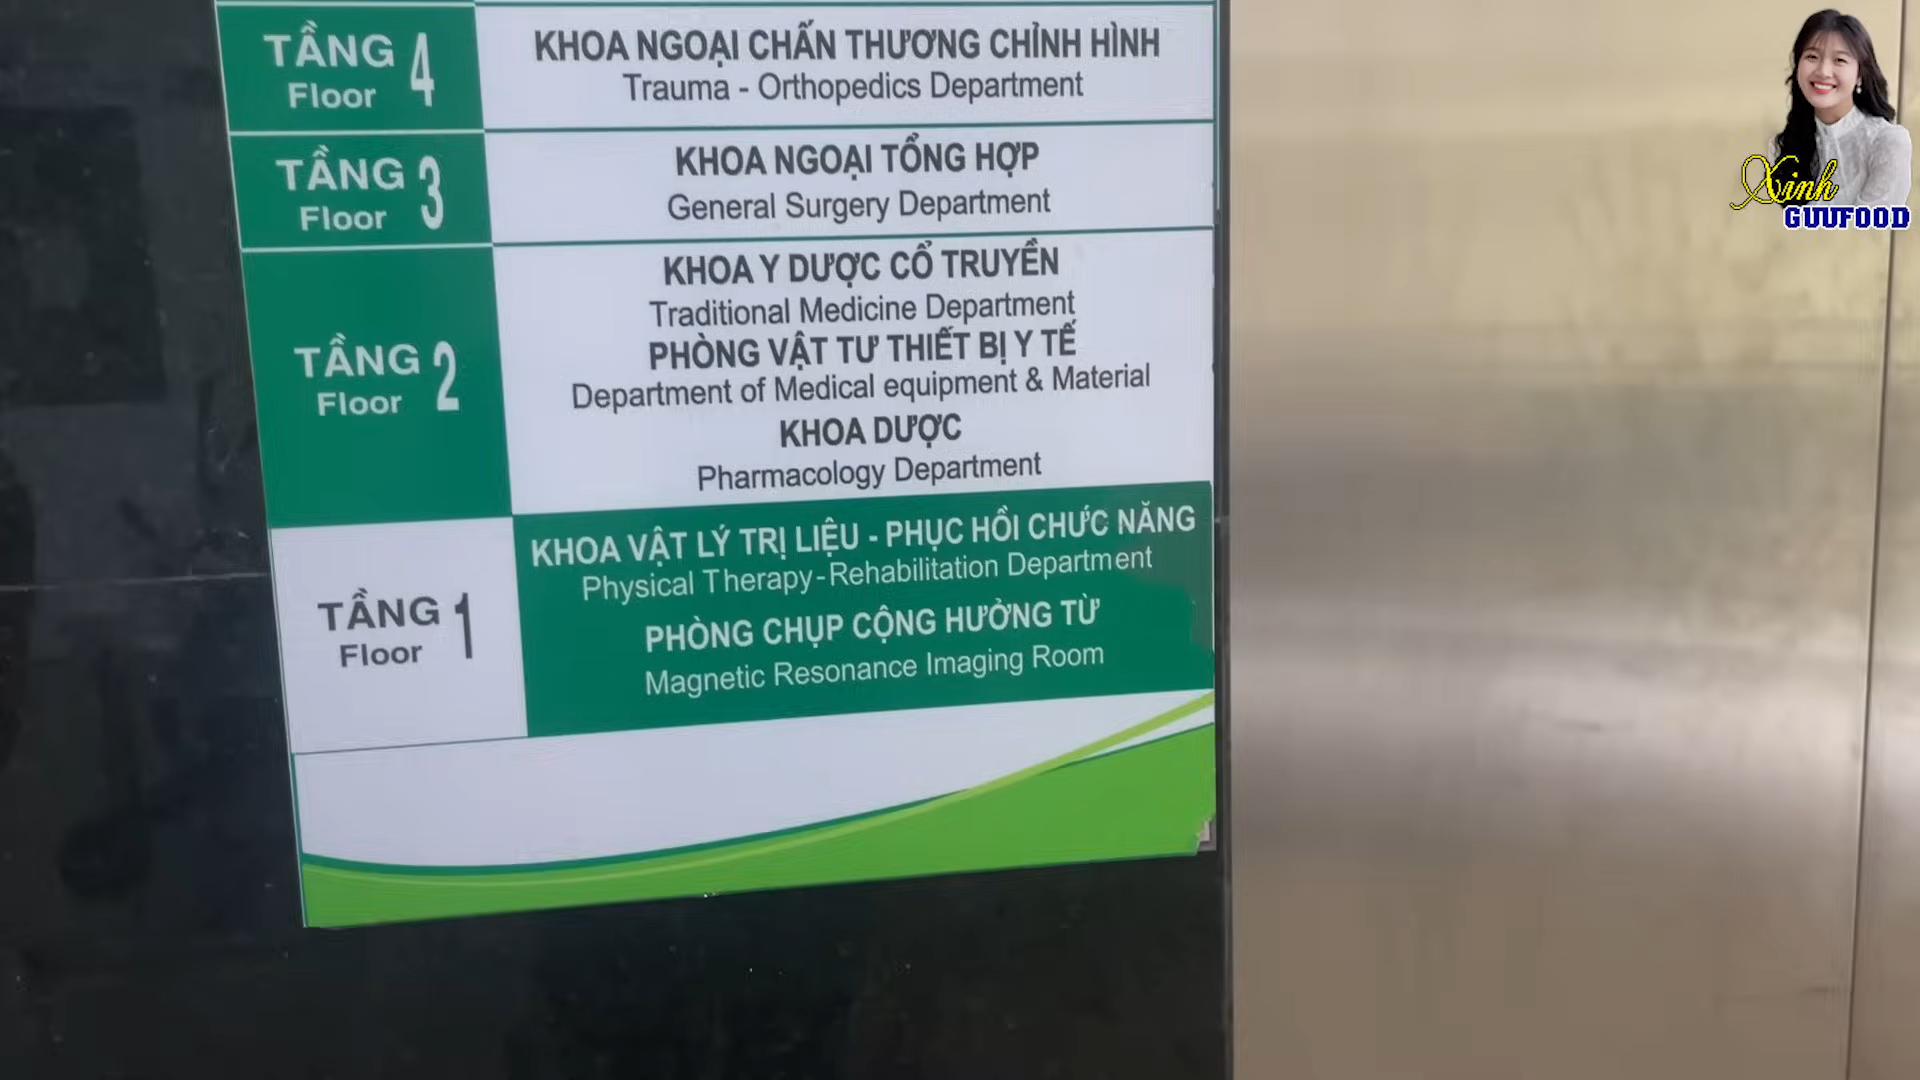 TẦNG 4
Floor
KHOA NGOẠI CHẤN THƯƠNG CHỈNH HÌNH
Trauma - Orthopedics Department
TẦNG 3
Floor
KHOA NGOẠI TỔNG HỢP
General Surgery Department
TẦNG 2
Floor
KHOA Y DƯỢC CỔ TRUYỀN
Traditional Medicine Department
PHÒNG VẬT TƯ THIẾT BỊ Y TẾ
Department of Medical equipment & Material
KHOA DƯỢC
Pharmacology Department
TẦNG 1
Floor
KHOA VẬT LÝ TRỊ LIỆU - PHỤC HỒI CHỨC NĂNG
Physical Therapy-Rehabilitation Department
PHÒNG CHỤP CỘNG HƯỞNG TỪ
Magnetic Resonance Imaging Room
Xinh
GUUFOOD